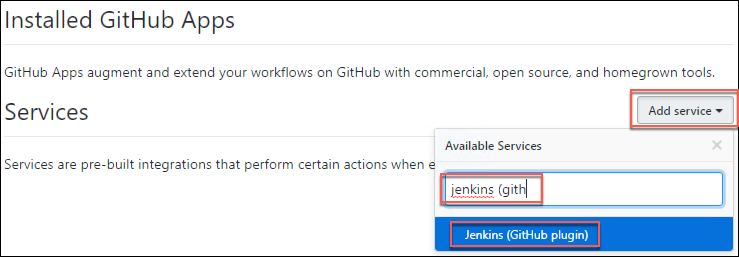 Installed GitHub Apps
GitHub Apps augment and extend your workflows on GitHub with commercial, open source, and homegrown tools.
Services
Add service
Available Services
Services are pre-built integrations that perform certain actions when e
jenkins (gith
Jenkins (GitHub plugin)